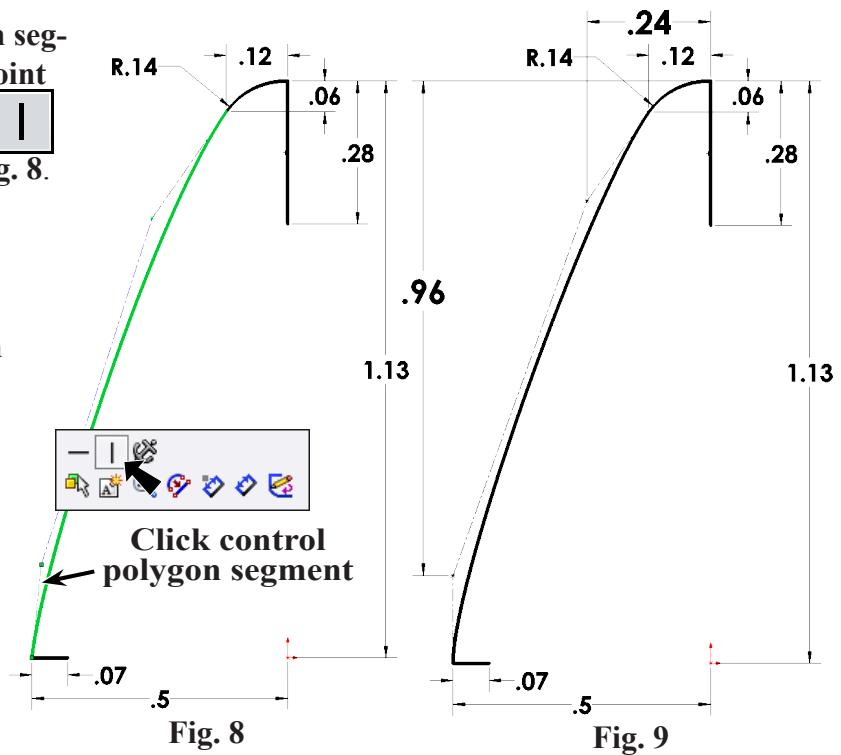 n seg-
oint
g. 8.
R.14
.12
.06
.28
1.13
Click control
polygon segment
.07
.5
Fig. 8
.24
R.14
.12
.06
.28
.96
1.13
.07
.5
Fig. 9